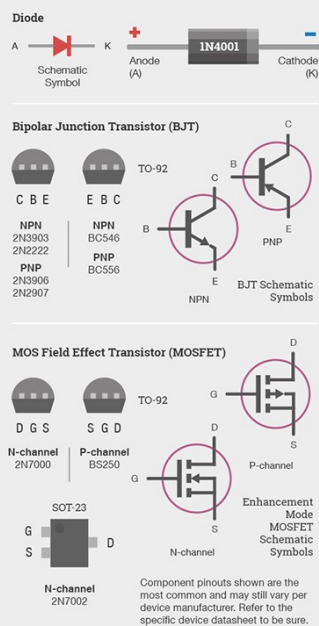 Diode
A
K
Schematic
Symbol
+
1N4001
–
Anode
(A)
Cathode
(K)
Bipolar Junction Transistor (BJT)
C B E
E B C
TO-92
NPN
2N3903
2N2222
PNP
2N3906
2N2907
NPN
BC546
PNP
BC556
C
B
E
NPN
C
B
E
PNP
BJT Schematic
Symbols
MOS Field Effect Transistor (MOSFET)
D G S
S G D
TO-92
N-channel
2N7000
P-channel
BS250
D
G
S
P-channel
D
G
S
N-channel
Enhancement
Mode
MOSFET
Schematic
Symbols
SOT-23
G
S
D
N-channel
2N7002
Component pinouts shown are the
most common and may still vary per
device manufacturer. Refer to the
specific device datasheet to be sure.